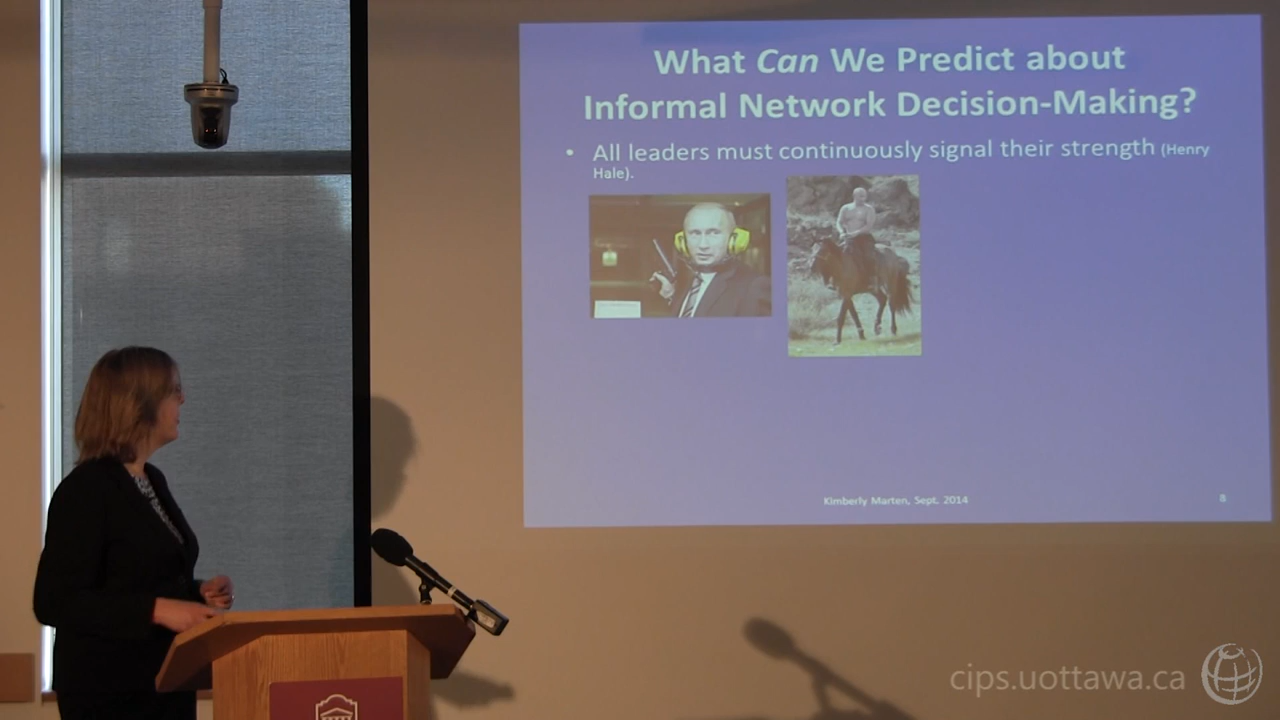 What Can We Predict about
Informal Network Decision-Making?
• All leaders must continuously signal their strength (Henry
Hale).
Kimberly Marten, Sept. 2014
8
cips.uottawa.ca